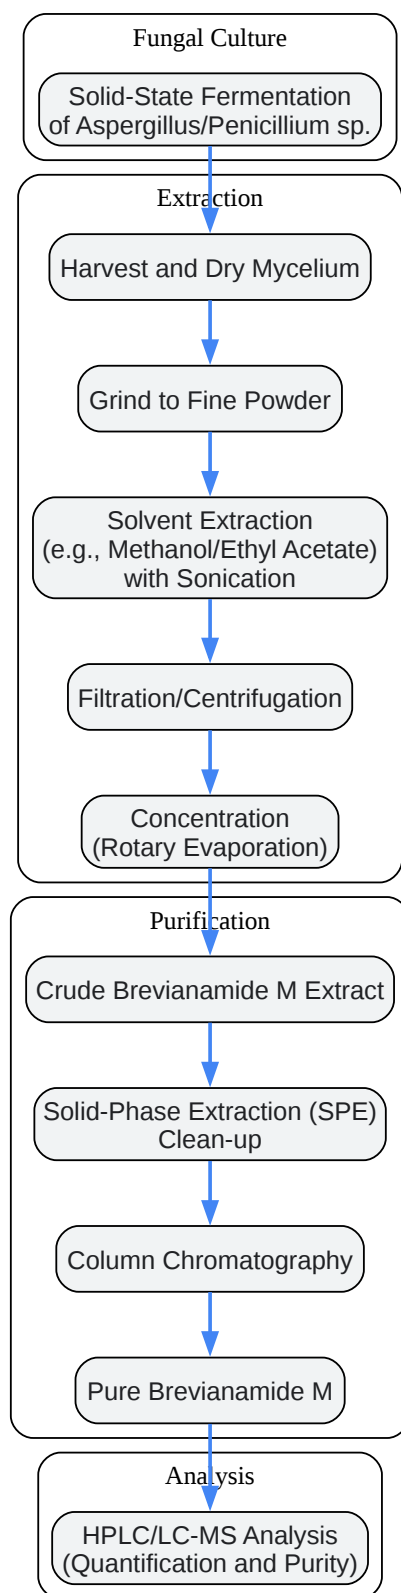 Fungal Culture
Solid-State Fermentation
of Aspergillus/Penicillium sp.
Extraction
Harvest and Dry Mycelium
Grind to Fine Powder
Solvent Extraction
(e.g., Methanol/Ethyl Acetate)
with Sonication
Filtration/Centrifugation
Concentration
(Rotary Evaporation)
Purification
Crude Brevianamide M Extract
Solid-Phase Extraction (SPE)
Clean-up
Column Chromatography
Pure Brevianamide M
Analysis
HPLC/LC-MS Analysis
(Quantification and Purity)